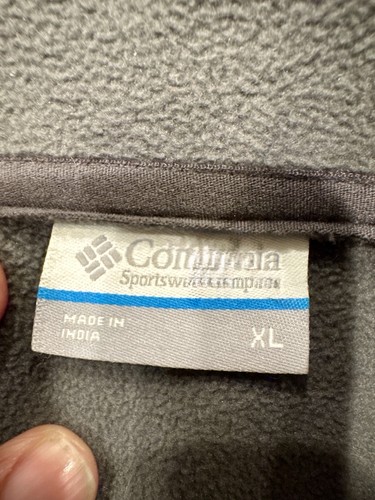 Columbia
Sportswear Company
MADE IN
INDIA
XL